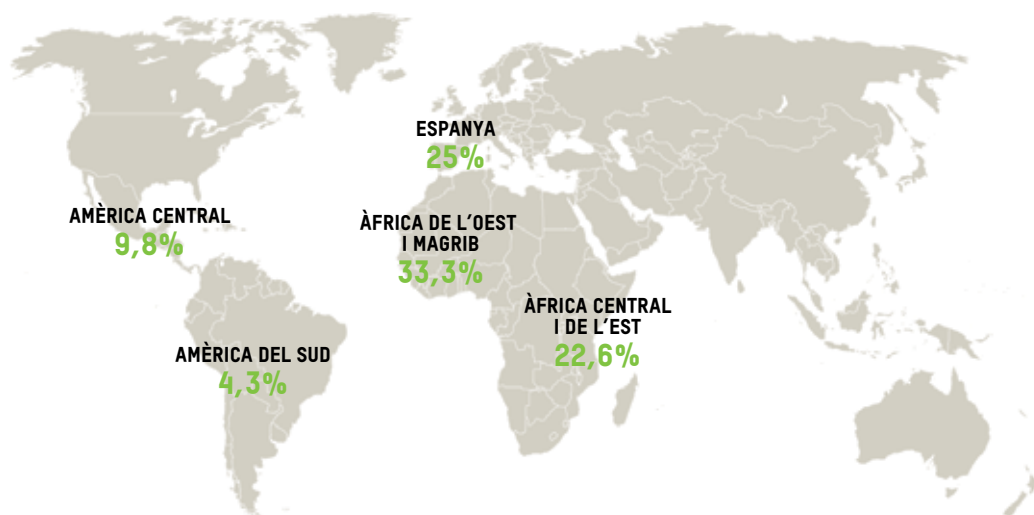 ESPANYA
25%
AMÈRICA CENTRAL
9,8%
ÀFRICA DE L'OEST
I MAGRIB
33,3%
ÀFRICA CENTRAL
I DE L'EST
22,6%
AMÈRICA DEL SUD
4,3%